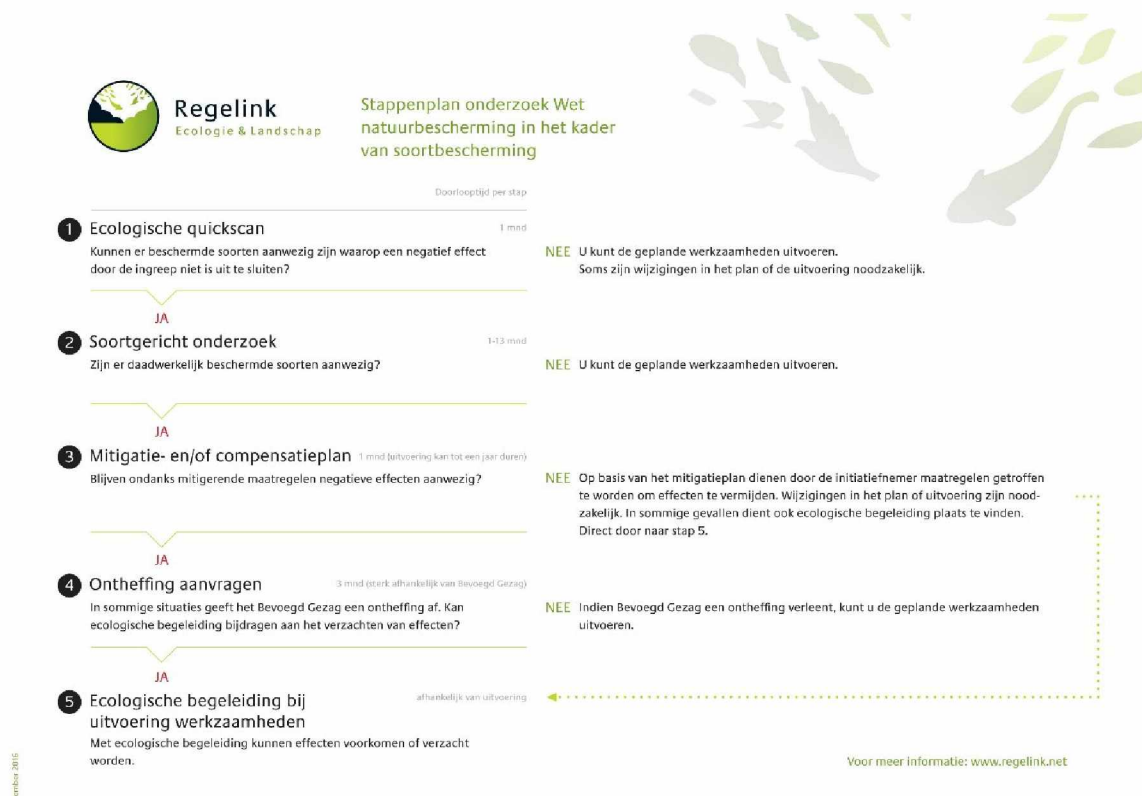 Regelink
Ecologie & Landschap
Stappenplan onderzoek Wet
natuurbescherming in het kader
van soortbescherming
Doorlooptijd per stap
1 Ecologische quickscan 1 mnd
Kunnen er beschermde soorten aanwezig zijn waarop een negatief effect
door de ingreep niet is uit te sluiten?
NEE U kunt de geplande werkzaamheden uitvoeren.
Soms zijn wijzigingen in het plan of de uitvoering noodzakelijk.
JA
2 Soortgericht onderzoek 1-13 mnd
Zijn er daadwerkelijk beschermde soorten aanwezig?
NEE U kunt de geplande werkzaamheden uitvoeren.
JA
3 Mitigatie- en/of compensatieplan 1 mnd (uitvoering kan tot een jaar duren)
Blijven ondanks mitigerende maatregelen negatieve effecten aanwezig?
NEE Op basis van het mitigatieplan dienen door de initiatiefnemer maatregelen getroffen
te worden om effecten te vermijden. Wijzigingen in het plan of uitvoering zijn nood-
zakelijk. In sommige gevallen dient ook ecologische begeleiding plaats te vinden.
Direct door naar stap 5.
JA
4 Ontheffing aanvragen 3 mnd (sterk afhankelijk van Bevoegd Gezag)
In sommige situaties geeft het Bevoegd Gezag een ontheffing af. Kan
ecologische begeleiding bijdragen aan het verzachten van effecten?
NEE Indien Bevoegd Gezag een ontheffing verleent, kunt u de geplande werkzaamheden
uitvoeren.
JA
5 Ecologische begeleiding bij afhankelijk van uitvoering
uitvoering werkzaamheden
Met ecologische begeleiding kunnen effecten voorkomen of verzacht
worden.
Voor meer informatie: www.regelink.net